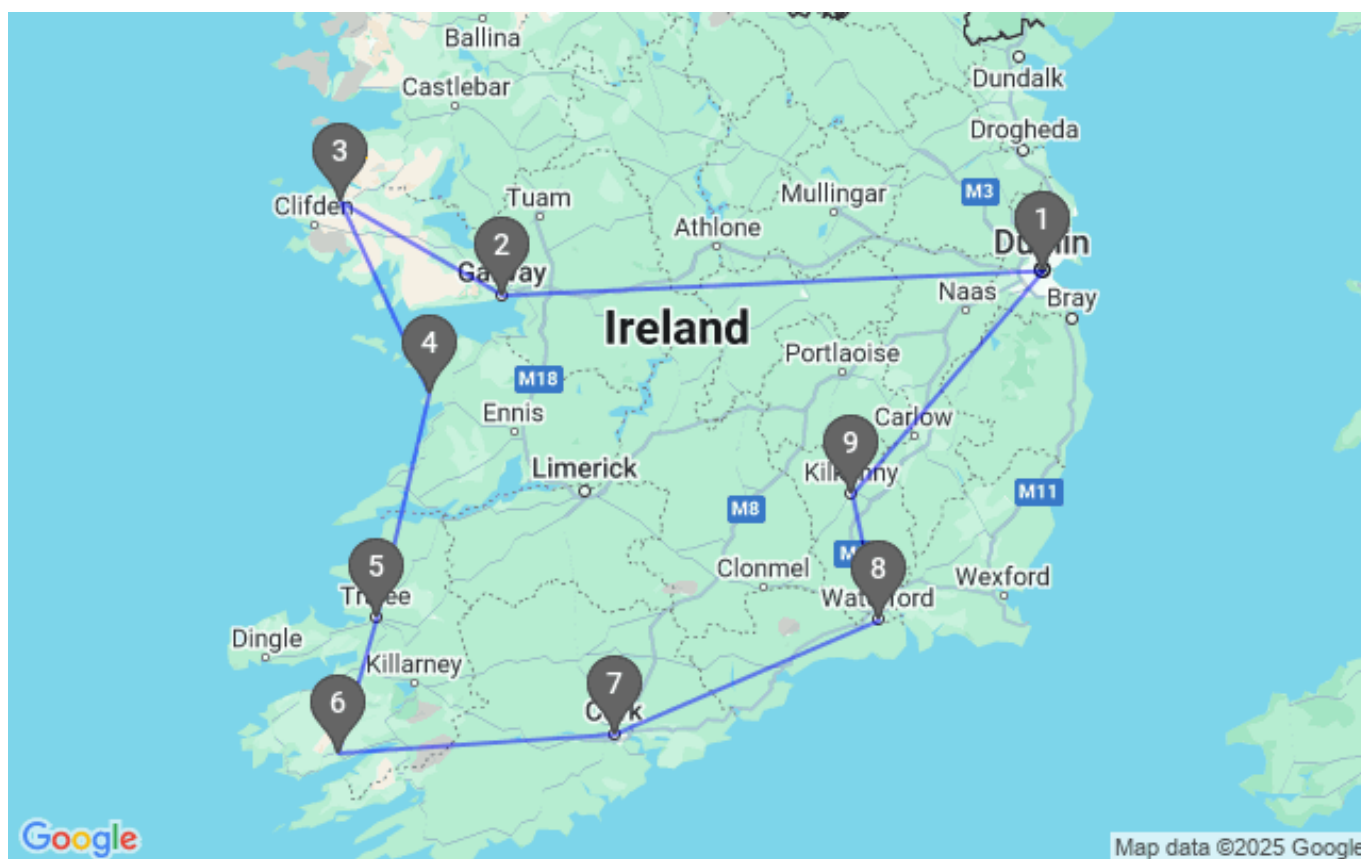 Ballina
Castlebar
Dundalk
Drogheda
3
M3
Mullingar
Clifden
Tuam
1
Athlone
2
Naas
Bray
Ireland
4
Portlaoise
M18
Ennis
Carlow
9
Limerick
M11
M8
5
Clonmel
8
Wexford
Dingle
Killarney
7
6
Google
Map data ©2025 Google